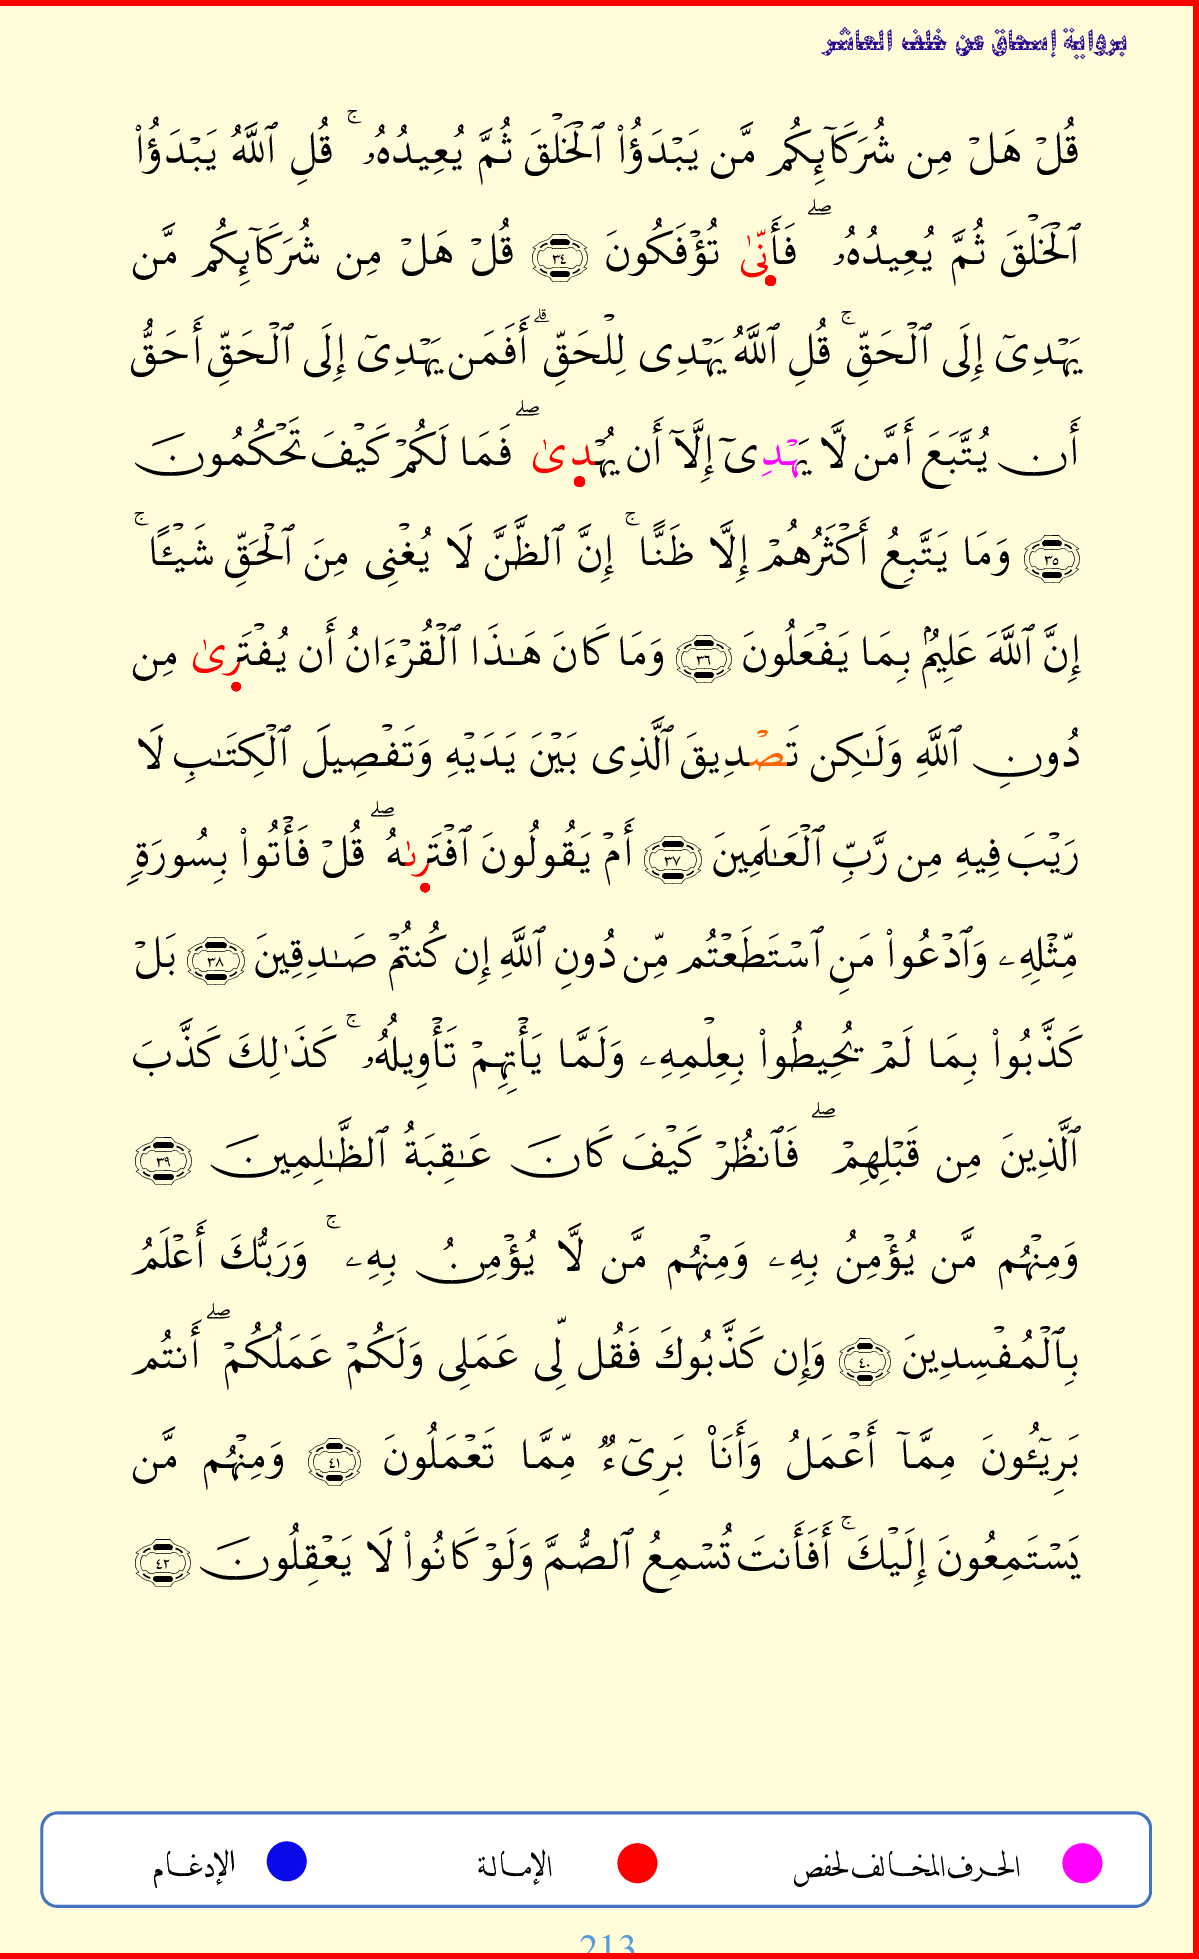 برواية إسحاق عن خلف العاشر
قُلْ هَلْ مِن شُرَكَآئِكُم مَّن يَبْدَؤُا۟ ٱلْخَلْقَ ثُمَّ يُعِيدُهُۥ ۚ قُلِ ٱللَّهُ يَبْدَؤُا۟
ٱلْخَلْقَ ثُمَّ يُعِيدُهُۥ ۖ فَأَنّىٰ تُؤْفَكُونَ ٣٤ قُلْ هَلْ مِن شُرَكَآئِكُم مَّن
يَهْدِىٓ إِلَى ٱلْحَقِّ ۚ قُلِ ٱللَّهُ يَهْدِى لِلْحَقِّ ۗ أَفَمَن يَهْدِىٓ إِلَى ٱلْحَقِّ أَحَقُّ
أَن يُتَّبَعَ أَمَّن لَّا يَهْدِىٓ إِلَّآ أَن يُهْدىٰ ۖ فَمَا لَكُمْ كَيْفَ تَحْكُمُونَ
٣٥ وَمَا يَتَّبِعُ أَكْثَرُهُمْ إِلَّا ظَنًّا ۚ إِنَّ ٱلظَّنَّ لَا يُغْنِى مِنَ ٱلْحَقِّ شَيْـًٔا ۚ
إِنَّ ٱللَّهَ عَلِيمٌۢ بِمَا يَفْعَلُونَ ٣٦ وَمَا كَانَ هَـٰذَا ٱلْقُرْءَانُ أَن يُفْتَرىٰ مِن
دُونِ ٱللَّهِ وَلَـٰكِن تَصْدِيقَ ٱلَّذِى بَيْنَ يَدَيْهِ وَتَفْصِيلَ ٱلْكِتَـٰبِ لَا
رَيْبَ فِيهِ مِن رَّبِّ ٱلْعَـٰلَمِينَ ٣٧ أَمْ يَقُولُونَ ٱفْتَرىٰهُ ۖ قُلْ فَأْتُوا۟ بِسُورَةٍ
مِّثْلِهِۦ وَٱدْعُوا۟ مَنِ ٱسْتَطَعْتُم مِّن دُونِ ٱللَّهِ إِن كُنتُمْ صَـٰدِقِينَ ٣٨ بَلْ
كَذَّبُوا۟ بِمَا لَمْ يُحِيطُوا۟ بِعِلْمِهِۦ وَلَمَّا يَأْتِهِمْ تَأْوِيلُهُۥ ۚ كَذَٰلِكَ كَذَّبَ
ٱلَّذِينَ مِن قَبْلِهِمْ ۖ فَٱنظُرْ كَيْفَ كَانَ عَـٰقِبَةُ ٱلظَّـٰلِمِينَ ٣٩
وَمِنْهُم مَّن يُؤْمِنُ بِهِۦ وَمِنْهُم مَّن لَّا يُؤْمِنُ بِهِۦ ۚ وَرَبُّكَ أَعْلَمُ
بِٱلْمُفْسِدِينَ ٤٠ وَإِن كَذَّبُوكَ فَقُل لِّى عَمَلِى وَلَكُمْ عَمَلُكُمْ ۖ أَنتُم
بَرِيٓـُٔونَ مِمَّآ أَعْمَلُ وَأَنَا۠ بَرِىٓءٌ مِّمَّا تَعْمَلُونَ ٤١ وَمِنْهُم مَّن
يَسْتَمِعُونَ إِلَيْكَ ۚ أَفَأَنتَ تُسْمِعُ ٱلصُّمَّ وَلَوْ كَانُوا۟ لَا يَعْقِلُونَ ٤٢
الحرف المخالف لحفص الإمالة الإدغام
213